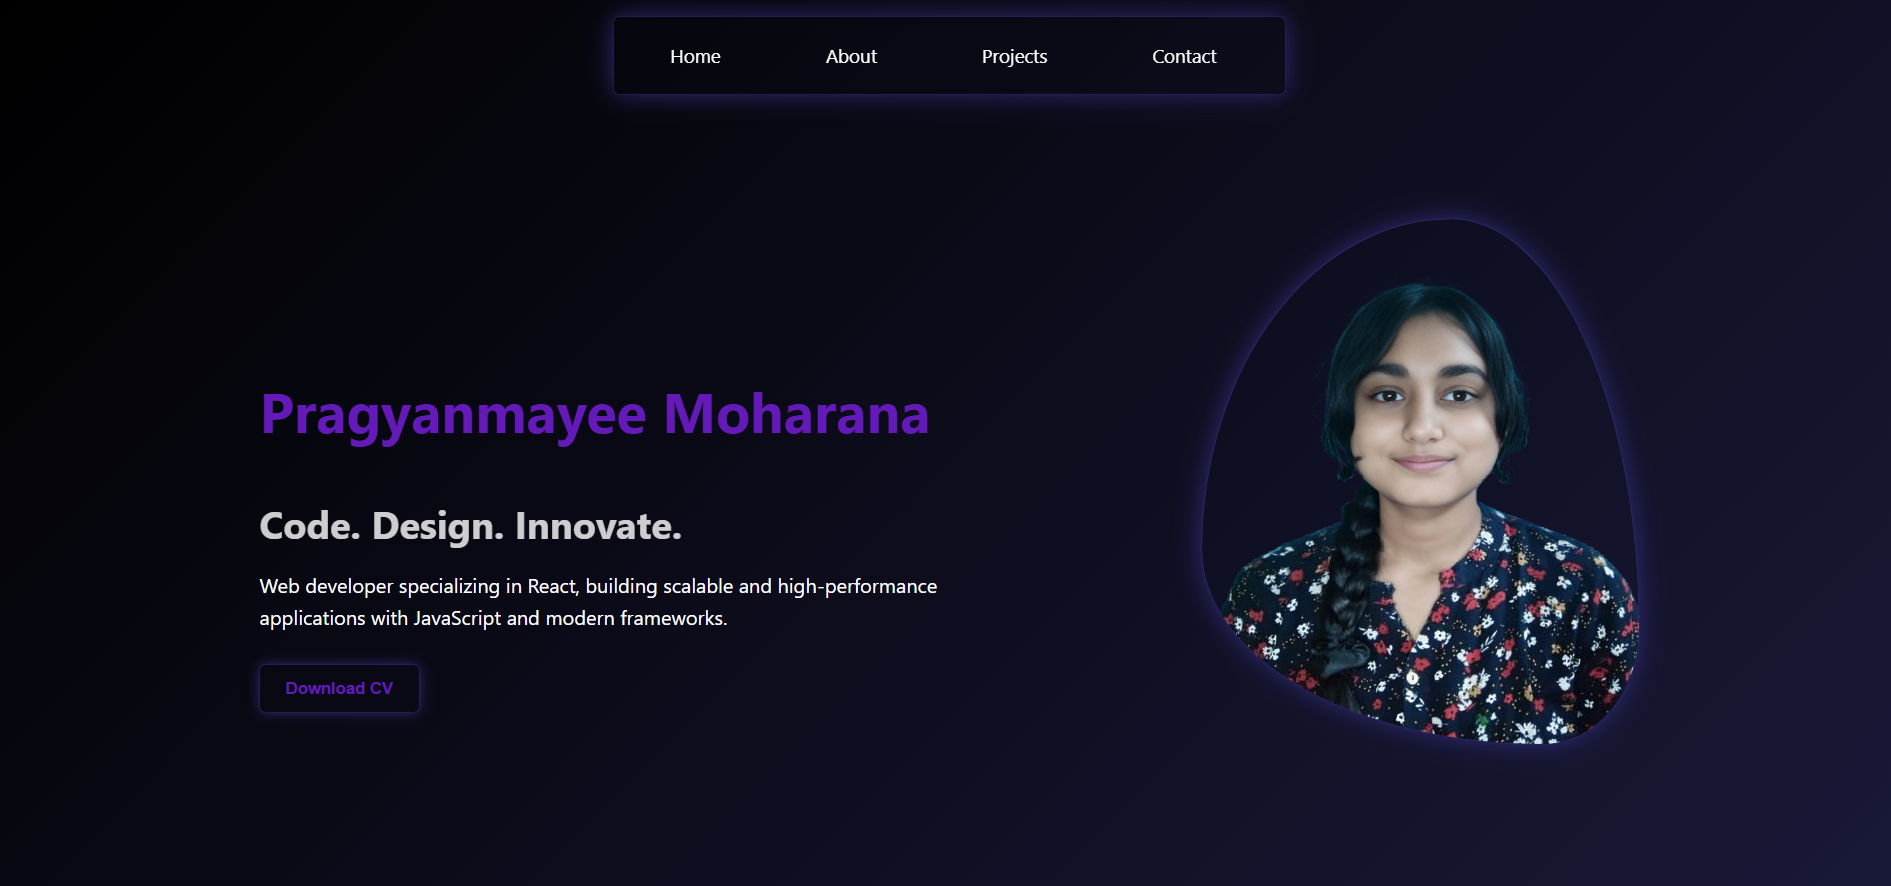 Home About Projects Contact
Pragyanmayee Moharana
Code. Design. Innovate.
Web developer specializing in React, building scalable and high-performance
applications with JavaScript and modern frameworks.
Download CV